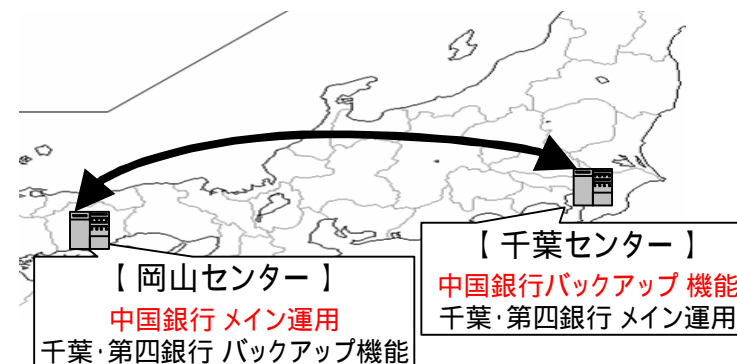 【 岡山センター 】
中国銀行 メイン運用
千葉・第四銀行 バックアップ機能
【 千葉センター 】
中国銀行バックアップ 機能
千葉・第四銀行 メイン運用